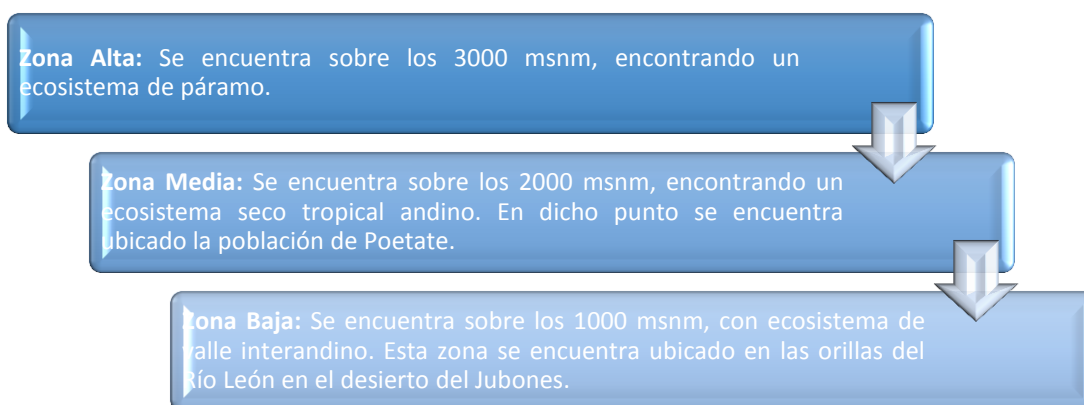 Zona Alta: Se encuentra sobre los 3000 msnm, encontrando un
ecosistema de páramo.
Zona Media: Se encuentra sobre los 2000 msnm, encontrando un
ecosistema seco tropical andino. En dicho punto se encuentra
ubicado la población de Poetate.
Zona Baja: Se encuentra sobre los 1000 msnm, con ecosistema de
valle interandino. Esta zona se encuentra ubicado en las orillas del
Río León en el desierto del Jubones.